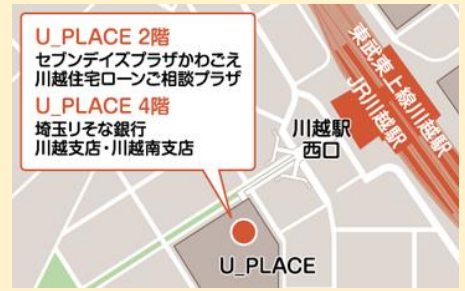 U_PLACE 2階
セブンデイズプラザかわごえ
川越住宅ローンご相談プラザ
U_PLACE 4階
埼玉りそな銀行
川越支店・川越南支店
東武東上線川越駅
JR川越駅
川越駅
西口
U_PLACE